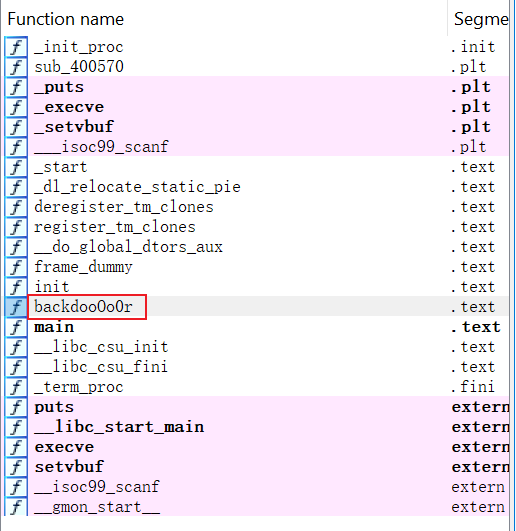 Function name Segme
f _init_proc .init
f sub_400570 .plt
f _puts .plt
f _execve .plt
f _setvbuf .plt
f ___isoc99_scanf .plt
f _start .text
f _dl_relocate_static_pie .text
f deregister_tm_clones .text
f register_tm_clones .text
f __do_global_dtors_aux .text
f frame_dummy .text
f init .text
f backdoo0o0r .text
f main .text
f __libc_csu_init .text
f __libc_csu_fini .text
f _term_proc .fini
f puts extern
f __libc_start_main extern
f execve extern
f setvbuf extern
f __isoc99_scanf extern
f __gmon_start__ extern